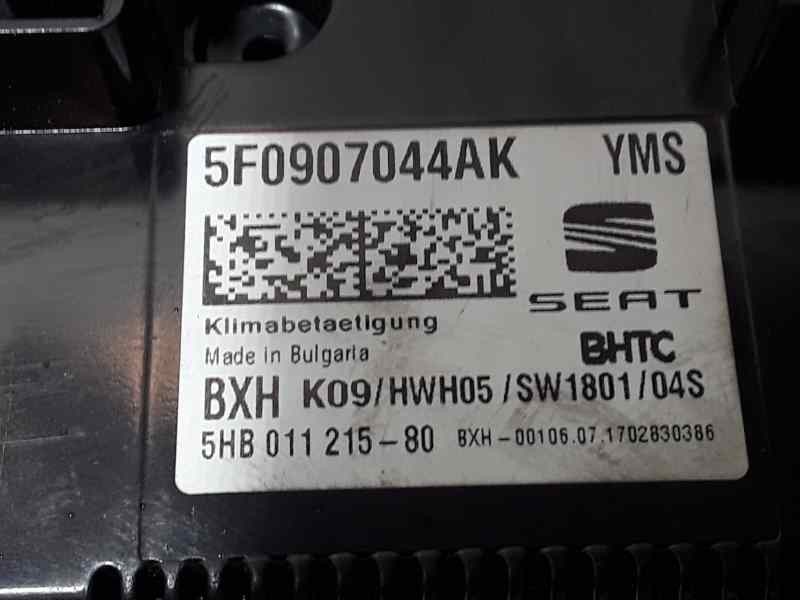 5F0907044AK YMS
SEAT
Klimabetaetigung
Made in Bulgaria BHTC
BXH K09/HWH05/SW1801/04S
5HB 011 215-80 BXH-00106.07.1702830386